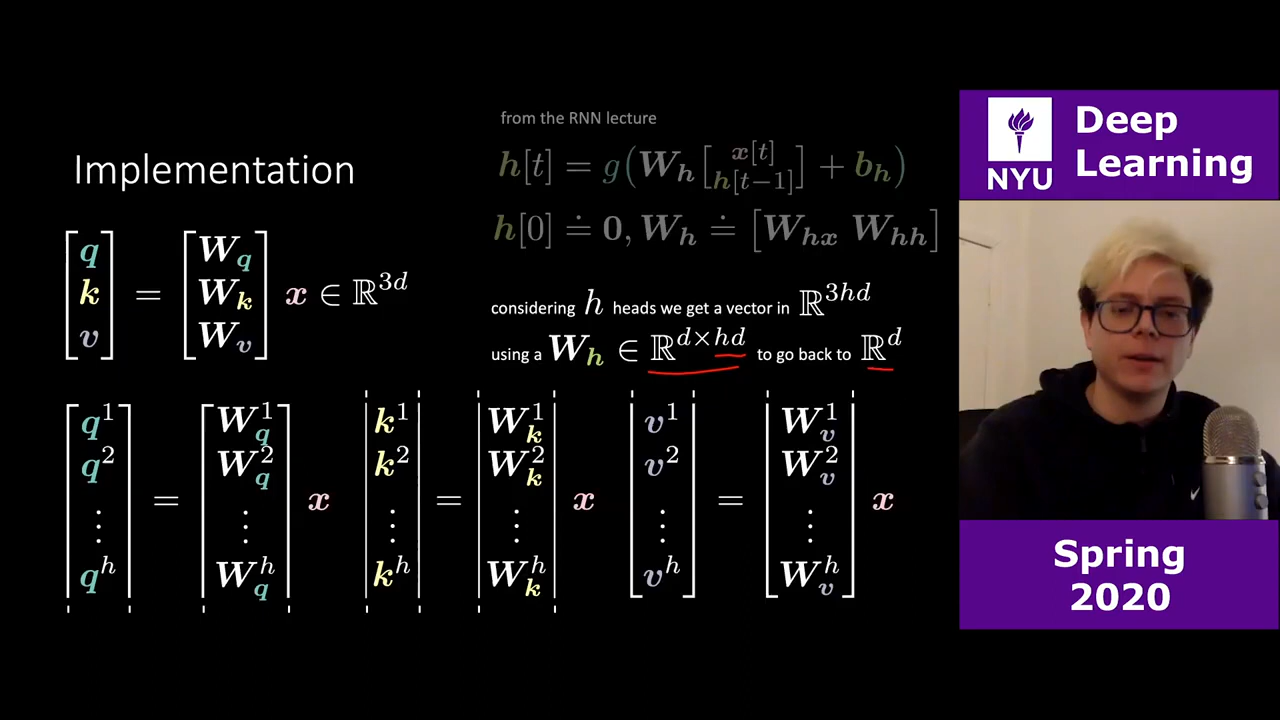 from the RNN lecture
Implementation
h[t] = g(W_h [x[t] h[t−1]] + b_h)
h[0] ≐ 0, W_h ≐ [W_hx W_hh]
[q k v] = [W_q W_k W_v] x ∈ ℝ^3d
considering h heads we get a vector in ℝ^3hd
using a W_h ∈ ℝ^d×hd to go back to ℝ^d
[q^1 q^2 ⋮ q^h] = [W_q^1 W_q^2 ⋮ W_q^h] x
[k^1 k^2 ⋮ k^h] = [W_k^1 W_k^2 ⋮ W_k^h] x
[v^1 v^2 ⋮ v^h] = [W_v^1 W_v^2 ⋮ W_v^h] x
NYU
Deep
Learning
Spring
2020